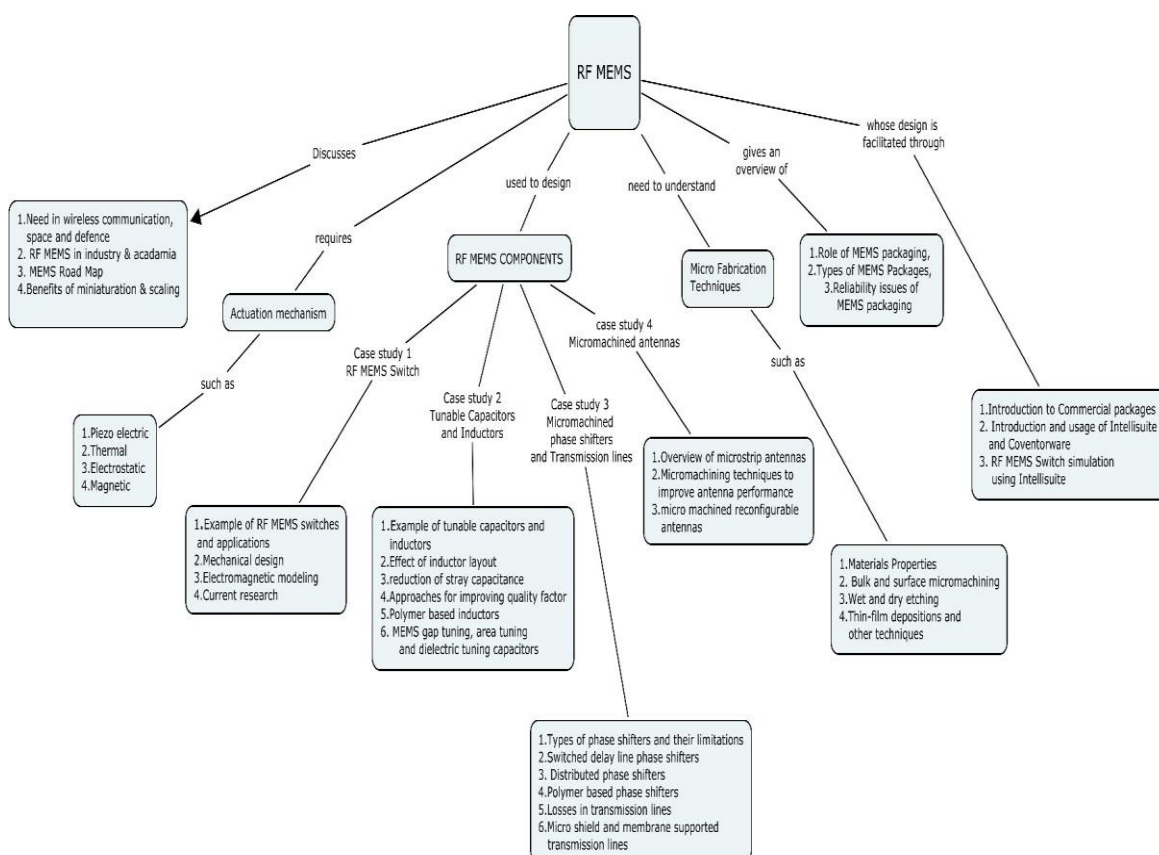 RF MEMS
Discusses
requires
used to design
need to understand
gives an
overview of
whose design is
facilitated through
1.Need in wireless communication,
space and defence
2. RF MEMS in industry & acadamia
3. MEMS Road Map
4.Benefits of miniaturation & scaling
Actuation mechanism
RF MEMS COMPONENTS
Micro Fabrication
Techniques
1.Role of MEMS packaging,
2.Types of MEMS Packages,
3.Reliability issues of
MEMS packaging
such as
1.Piezo electric
2.Thermal
3.Electrostatic
4.Magnetic
Case study 1
RF MEMS Switch
Case study 2
Tunable Capacitors
and Inductors
Case study 3
Micromachined
phase shifters
and Transmission lines
case study 4
Micromachined antennas
such as
1.Introduction to Commercial packages
2. Introduction and usage of Intellisuite
and Coventorware
3. RF MEMS Switch simulation
using Intellisuite
1.Example of RF MEMS switches
and applications
2.Mechanical design
3.Electromagnetic modeling
4.Current research
1.Example of tunable capacitors and
inductors
2.Effect of inductor layout
3.reduction of stray capacitance
4.Approaches for improving quality factor
5.Polymer based inductors
6. MEMS gap tuning, area tuning
and dielectric tuning capacitors
1.Overview of microstrip antennas
2.Micromachining techniques to
improve antenna performance
3.micro machined reconfigurable
antennas
1.Materials Properties
2. Bulk and surface micromachining
3.Wet and dry etching
4.Thin-film depositions and
other techniques
1.Types of phase shifters and their limitations
2.Switched delay line phase shifters
3. Distributed phase shifters
4.Polymer based phase shifters
5.Losses in transmission lines
6.Micro shield and membrane supported
transmission lines